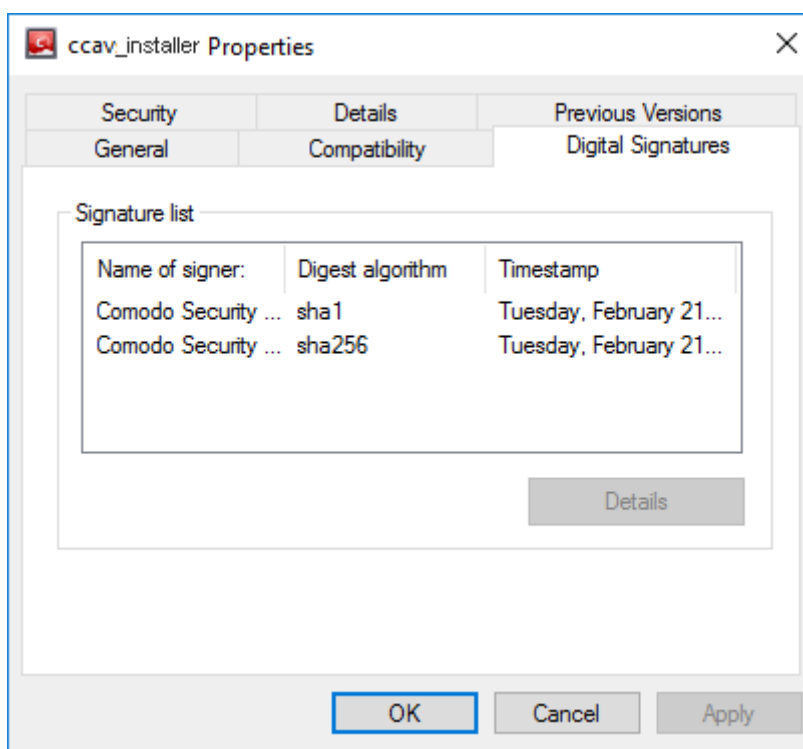 ccav_installer Properties
Security Details Previous Versions
General Compatibility Digital Signatures
Signature list
Name of signer: Digest algorithm Timestamp
Comodo Security ... sha1 Tuesday, February 21...
Comodo Security ... sha256 Tuesday, February 21...
Details
OK Cancel Apply